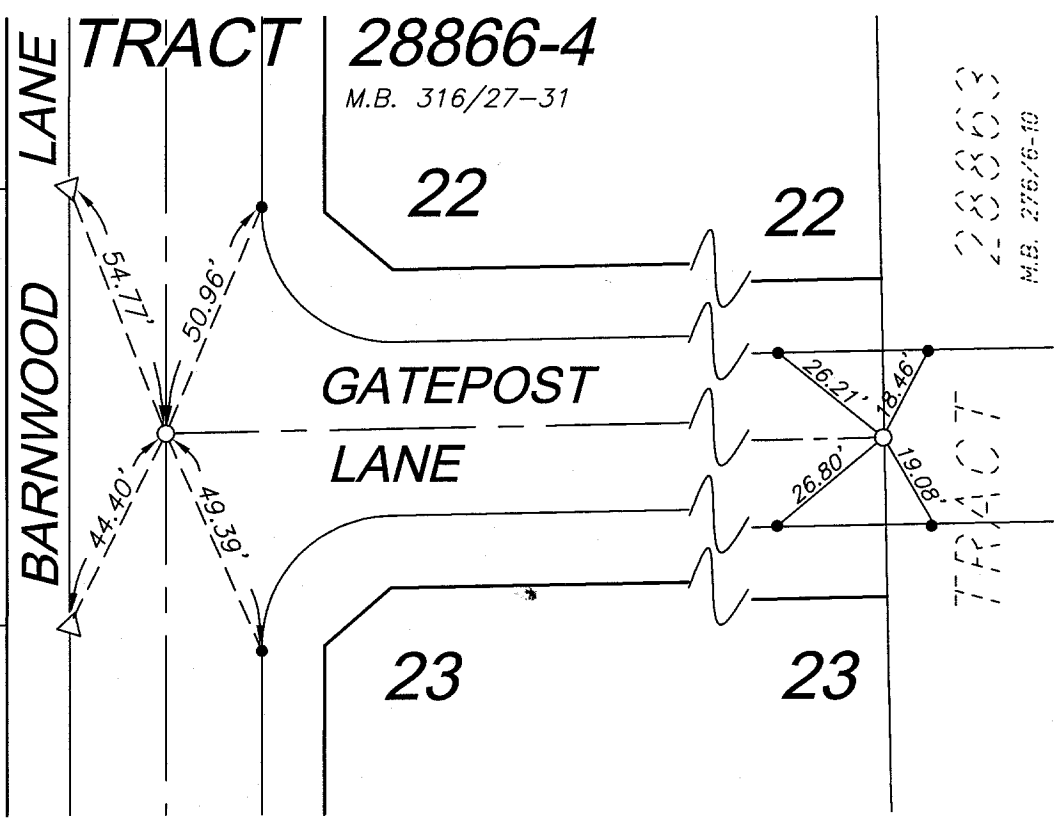 TRACT 28866-4
M.B. 316/27-31
BARNWOOD LANE
22
22
28863
M.B. 276/6-10
TRACT
54.77'
50.96'
44.40'
49.39'
GATEPOST
LANE
26.21'
18.46'
26.80'
19.08'
23
23